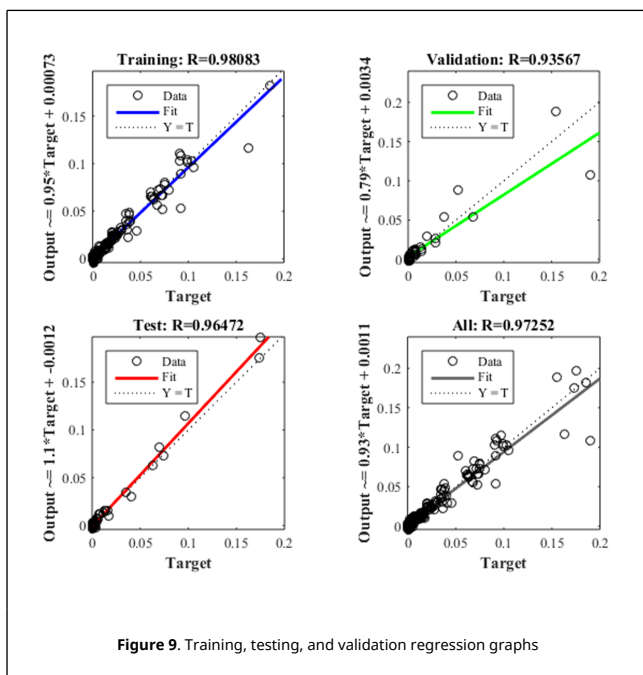 Training: R=0.98083
Output ~= 0.95*Target + 0.00073
0.15
0.1
0.05
0
Data
Fit
Y = T
0 0.05 0.1 0.15 0.2
Target
Validation: R=0.93567
Output ~= 0.79*Target + 0.0034
0.2
0.15
0.1
0.05
0
Data
Fit
Y = T
0 0.05 0.1 0.15 0.2
Target
Test: R=0.96472
Output ~= 1.1*Target + -0.0012
0.15
0.1
0.05
0
Data
Fit
Y = T
0 0.05 0.1 0.15 0.2
Target
All: R=0.97252
Output ~= 0.93*Target + 0.0011
0.2
0.15
0.1
0.05
0
Data
Fit
Y = T
0 0.05 0.1 0.15 0.2
Target
Figure 9. Training, testing, and validation regression graphs